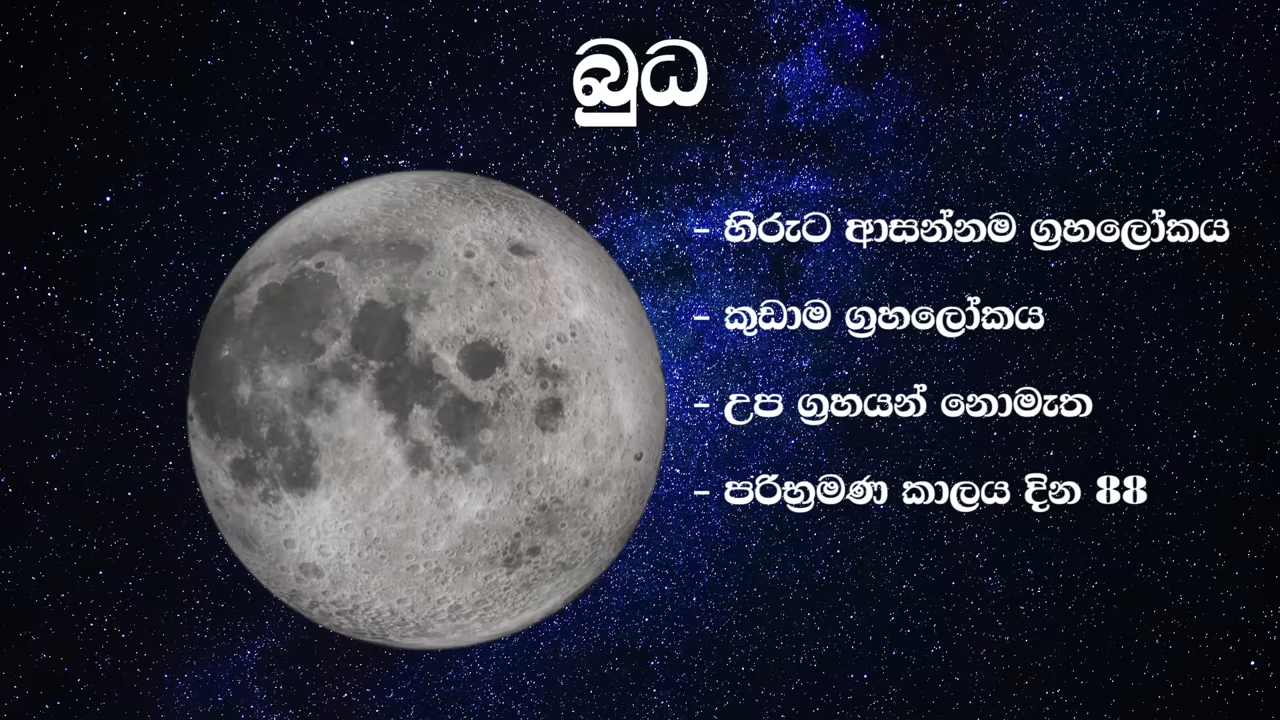 බුධ
- හිරුට ආසන්නම ග්‍රහලෝකය
- කුඩාම ග්‍රහලෝකය
- උප ග්‍රහයන් නොමැත
- පරිභ්‍රමණ කාලය දින 88